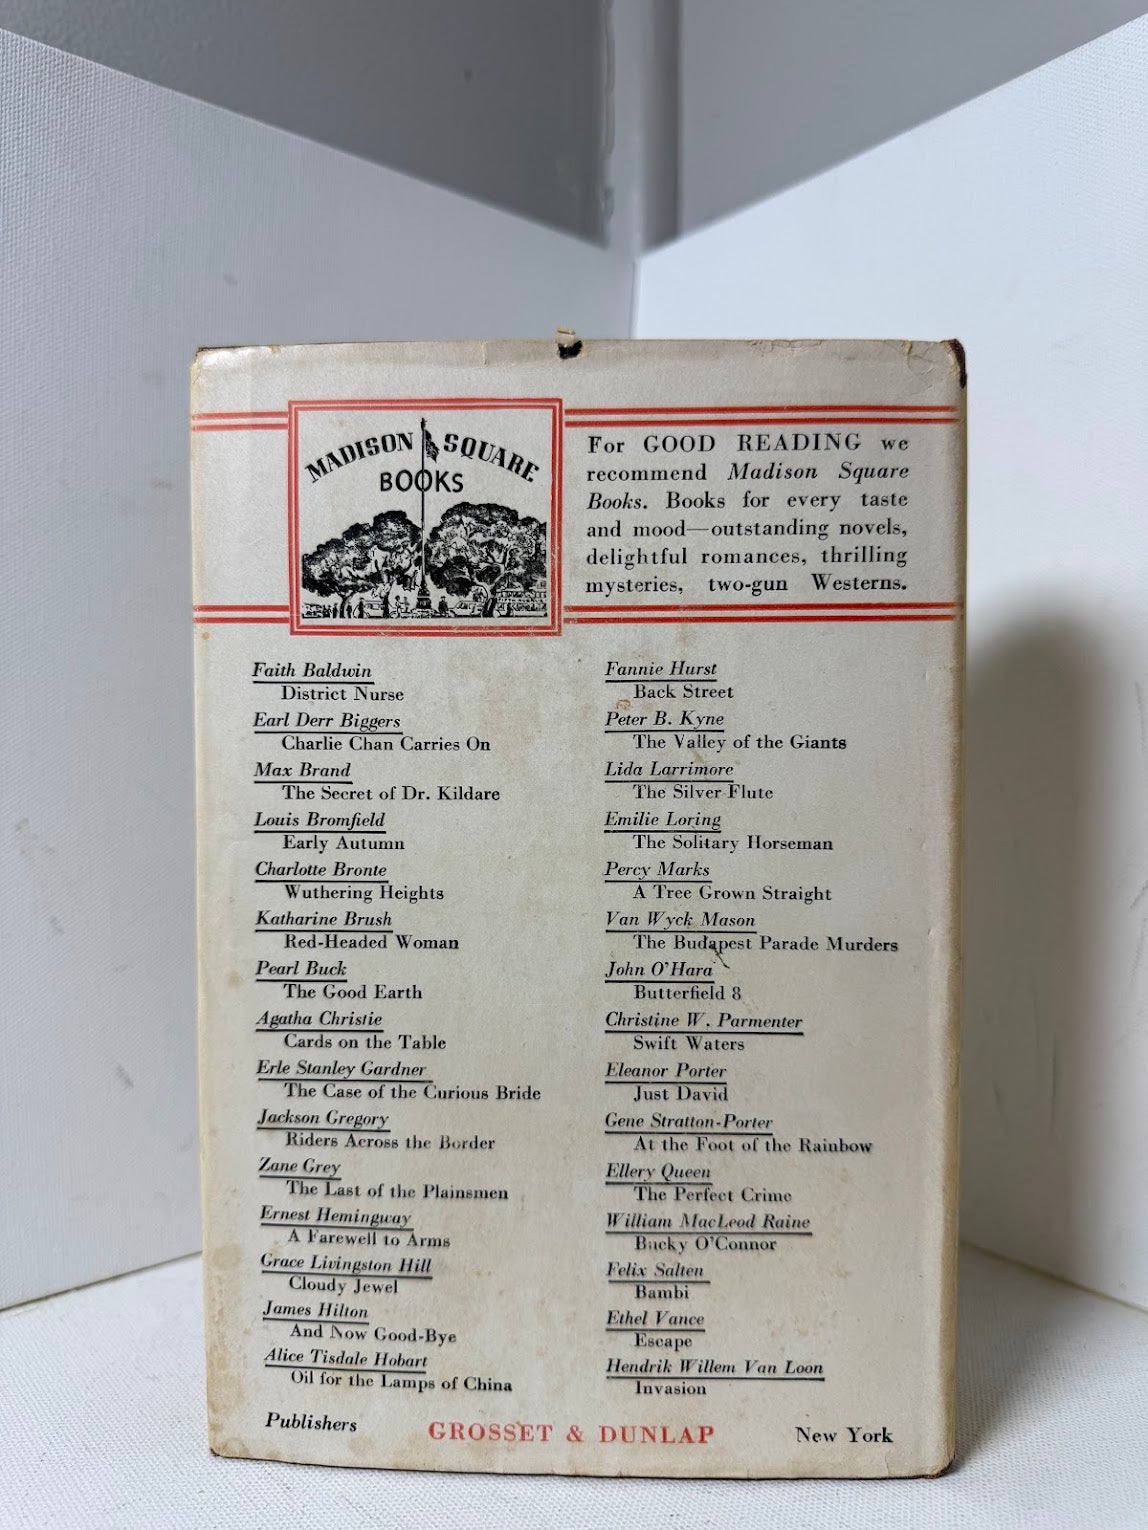 MADISON SQUARE
BOOKS
For GOOD READING we
recommend Madison Square
Books. Books for every taste
and mood—outstanding novels,
delightful romances, thrilling
mysteries, two-gun Westerns.
Faith Baldwin
District Nurse
Earl Derr Biggers
Charlie Chan Carries On
Max Brand
The Secret of Dr. Kildare
Louis Bromfield
Early Autumn
Charlotte Bronte
Wuthering Heights
Katharine Brush
Red-Headed Woman
Pearl Buck
The Good Earth
Agatha Christie
Cards on the Table
Erle Stanley Gardner
The Case of the Curious Bride
Jackson Gregory
Riders Across the Border
Zane Grey
The Last of the Plainsmen
Ernest Hemingway
A Farewell to Arms
Grace Livingston Hill
Cloudy Jewel
James Hilton
And Now Good-Bye
Alice Tisdale Hobart
Oil for the Lamps of China
Fannie Hurst
Back Street
Peter B. Kyne
The Valley of the Giants
Lida Larrimore
The Silver Flute
Emilie Loring
The Solitary Horseman
Percy Marks
A Tree Grown Straight
Van Wyck Mason
The Budapest Parade Murders
John O'Hara
Butterfield 8
Christine W. Parmenter
Swift Waters
Eleanor Porter
Just David
Gene Stratton-Porter
At the Foot of the Rainbow
Ellery Queen
The Perfect Crime
William MacLeod Raine
Bucky O'Connor
Felix Salten
Bambi
Ethel Vance
Escape
Hendrik Willem Van Loon
Invasion
Publishers GROSSET & DUNLAP New York